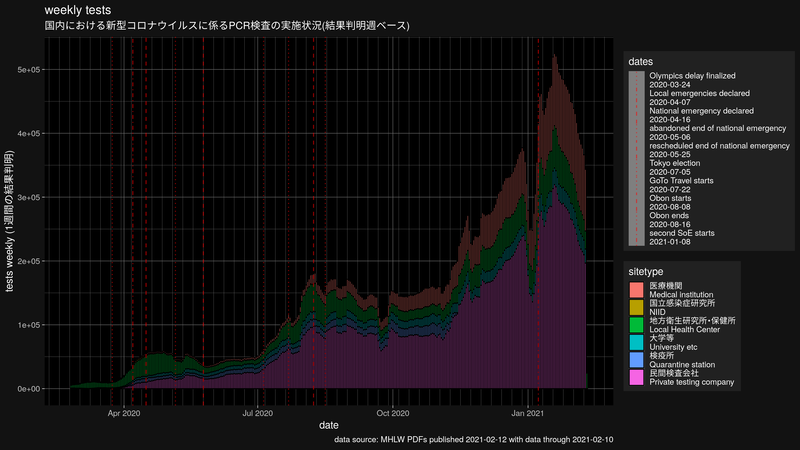 weekly tests
国内における新型コロナウイルスに係るPCR検査の実施状況(結果判明週ベース)
tests weekly (1週間の結果判明)
5e+05
4e+05
3e+05
2e+05
1e+05
0e+00
Apr 2020
Jul 2020
Oct 2020
Jan 2021
date
data source: MHLW PDFs published 2021-02-12 with data through 2021-02-10
dates
Olympics delay finalized
2020-03-24
Local emergencies declared
2020-04-07
National emergency declared
2020-04-16
abandoned end of national emergency
2020-05-06
rescheduled end of national emergency
2020-05-25
Tokyo election
2020-07-05
GoTo Travel starts
2020-07-22
Obon starts
2020-08-08
Obon ends
2020-08-16
second SoE starts
2021-01-08
sitetype
医療機関
Medical institution
国立感染症研究所
NIID
地方衛生研究所・保健所
Local Health Center
大学等
University etc
検疫所
Quarantine station
民間検査会社
Private testing company